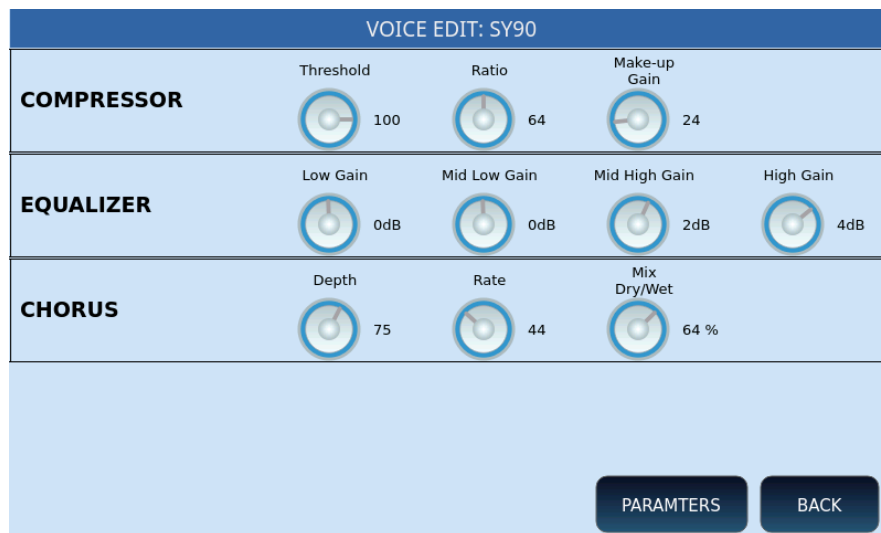 VOICE EDIT: SY90
COMPRESSOR
Threshold
100
Ratio
64
Make-up
Gain
24
EQUALIZER
Low Gain
0dB
Mid Low Gain
0dB
Mid High Gain
2dB
High Gain
4dB
CHORUS
Depth
75
Rate
44
Mix
Dry/Wet
64 %
PARAMTERS
BACK